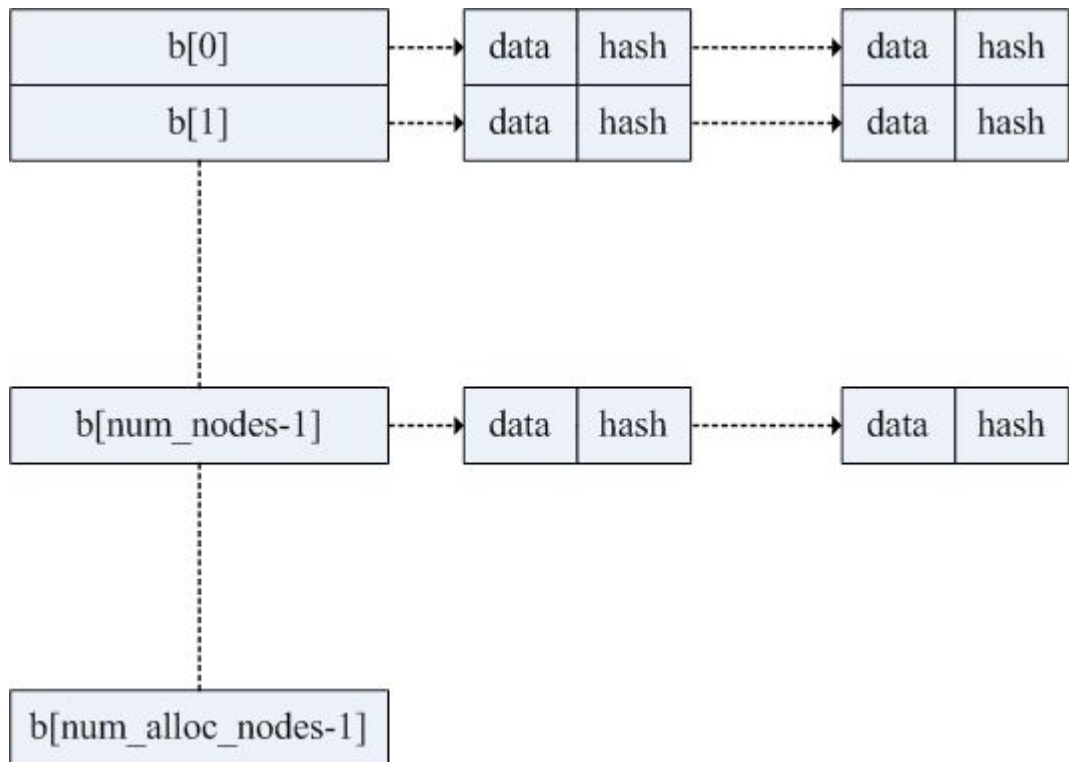 b[0] data hash data hash
b[1] data hash data hash
b[num_nodes-1] data hash data hash
b[num_alloc_nodes-1]